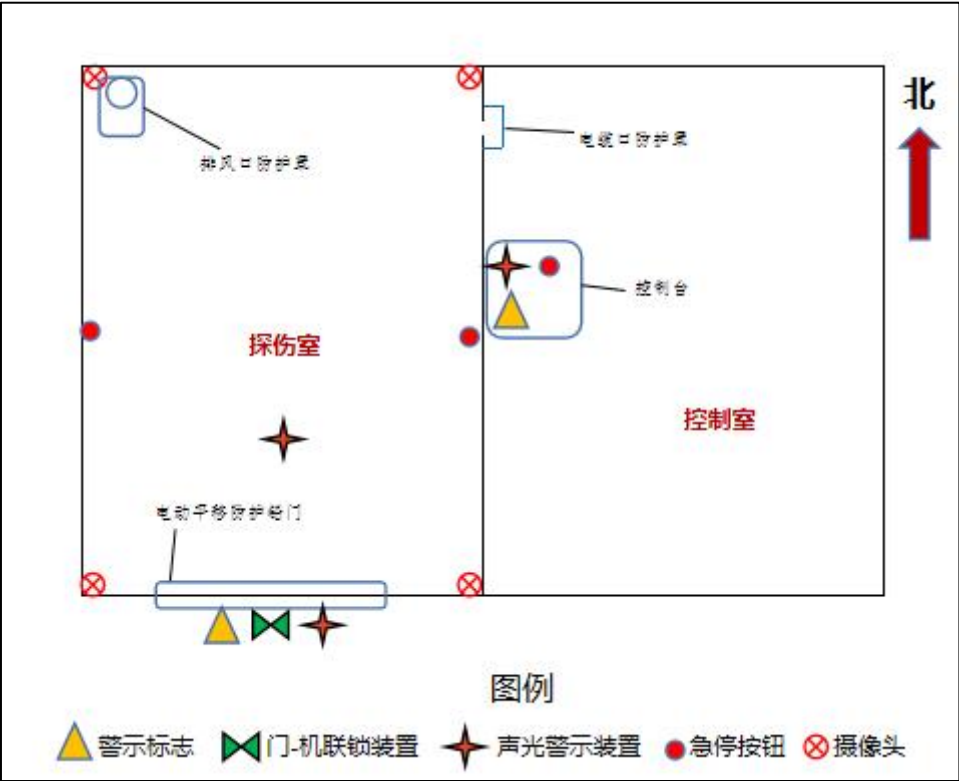 北
排风口防护罩
电缆口防护罩
控制台
探伤室
控制室
电动平移防护铅门
图例
警示标志 门-机联锁装置 声光警示装置 急停按钮 摄像头